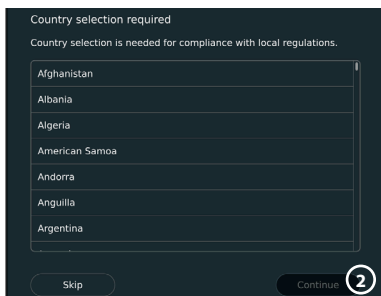 Country selection required
Country selection is needed for compliance with local regulations.
Afghanistan
Albania
Algeria
American Samoa
Andorra
Anguilla
Argentina
Skip
Continue
2